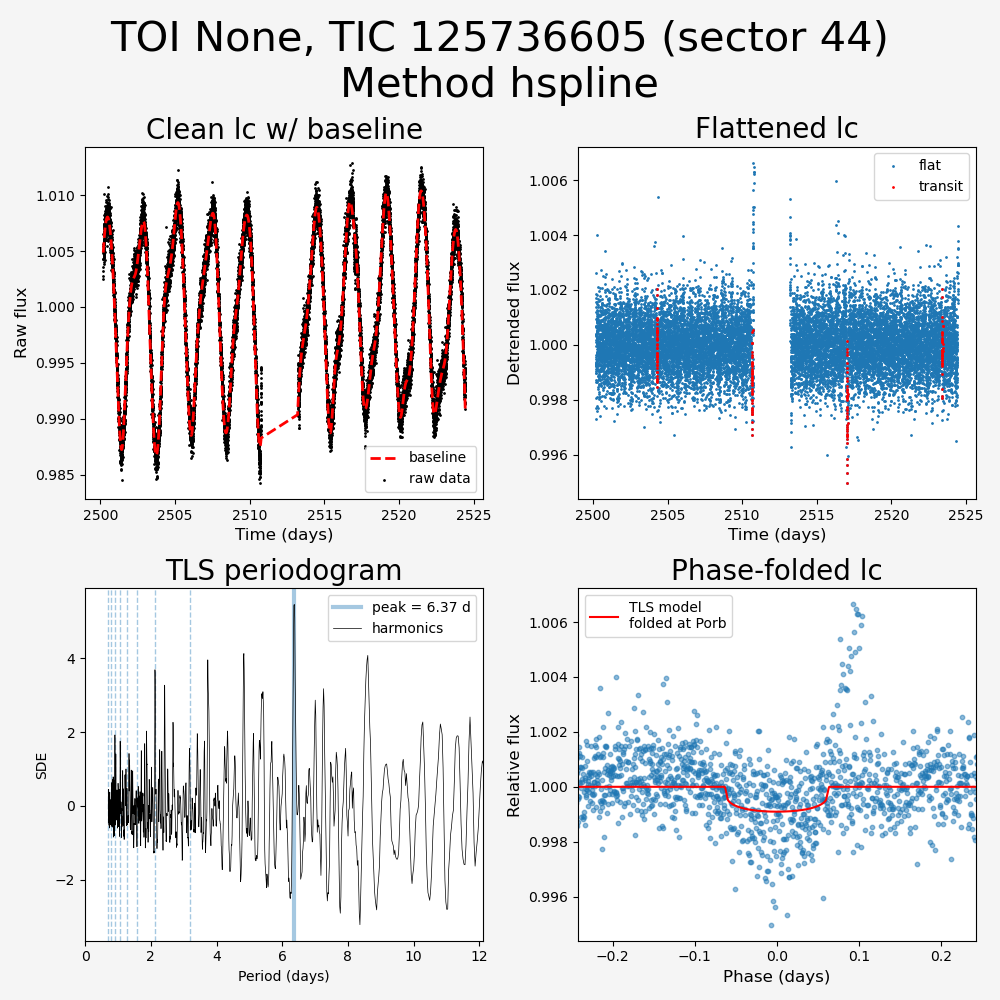 TOI None, TIC 125736605 (sector 44)
Method hspline
Clean lc w/ baseline
Raw flux
1.010
1.005
1.000
0.995
0.990
0.985
baseline
raw data
2500
2505
2510
2515
2520
2525
Time (days)
Flattened lc
Detrended flux
1.006
1.004
1.002
1.000
0.998
0.996
flat
transit
2500
2505
2510
2515
2520
2525
Time (days)
TLS periodogram
SDE
4
2
0
−2
peak = 6.37 d
harmonics
0
2
4
6
8
10
12
Period (days)
Phase-folded lc
Relative flux
1.006
1.004
1.002
1.000
0.998
0.996
TLS model
folded at Porb
−0.2
−0.1
0.0
0.1
0.2
Phase (days)